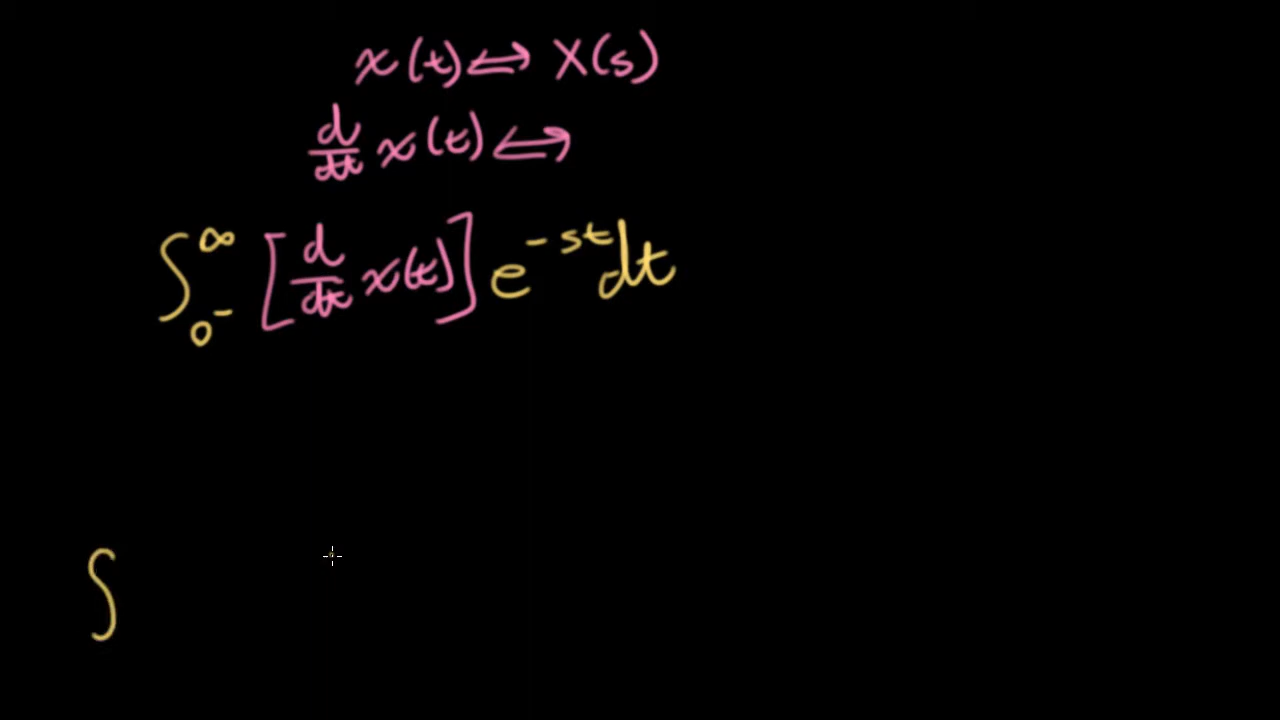 x(t) ⟺ X(s)
d/dt x(t) ⟺
∫₀⁻^∞ [d/dt x(t)] e^(-st) dt
∫